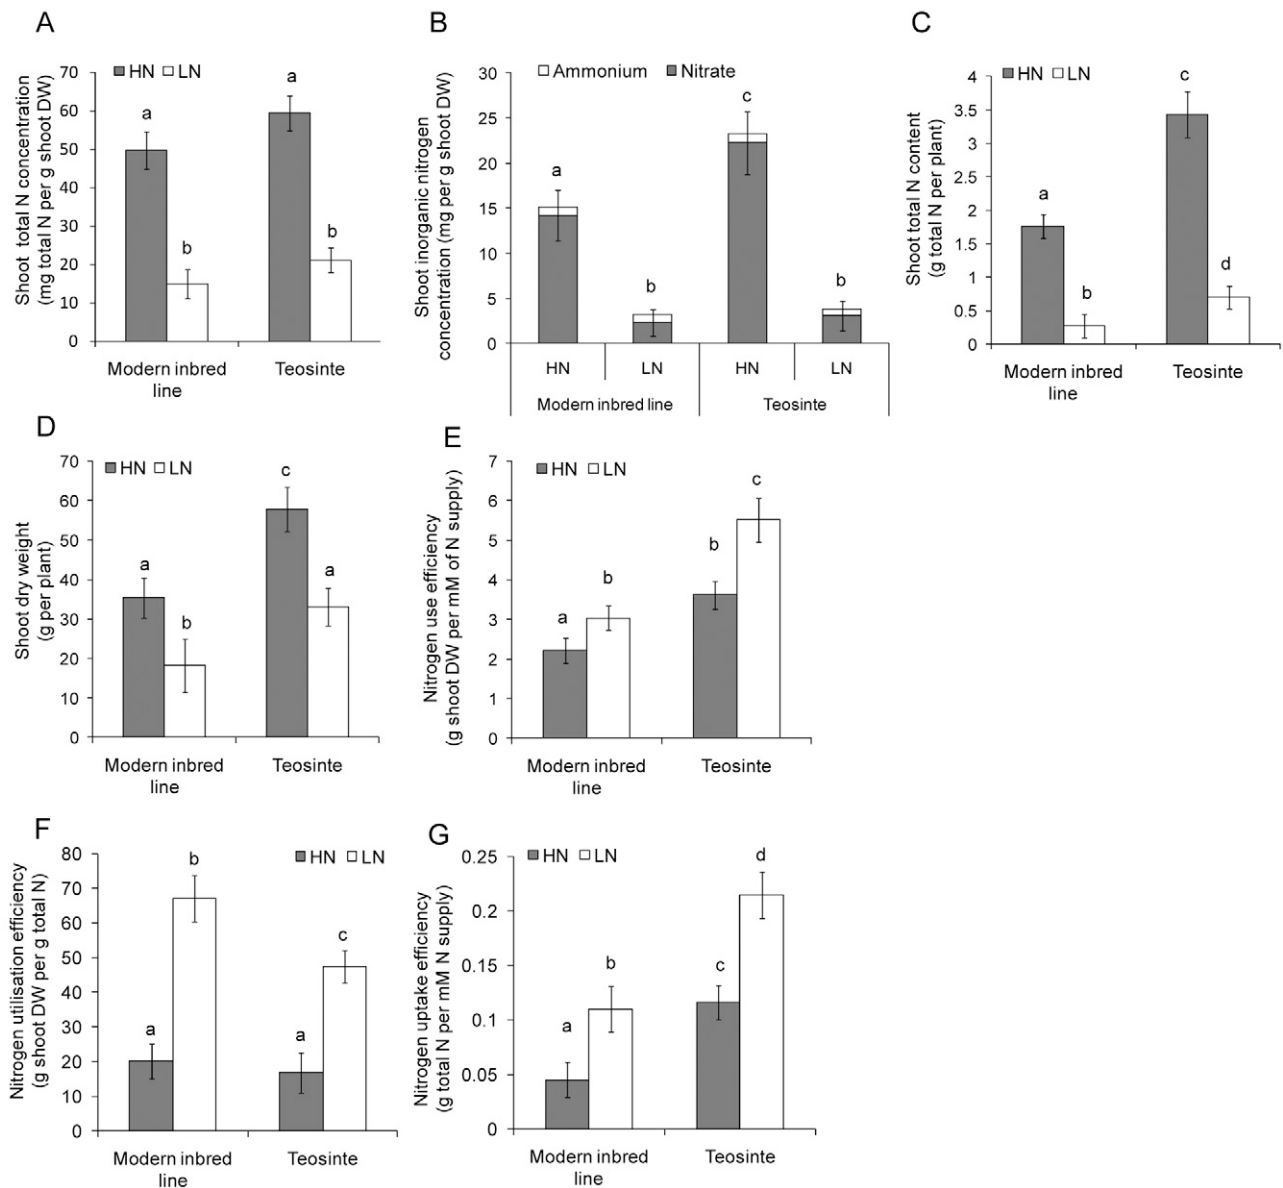 A
Shoot total N concentration
(mg total N per g shoot DW)
HN LN
70
60
50
40
30
20
10
0
a
b
a
b
Modern inbred
line
Teosinte
B
Shoot inorganic nitrogen
concentration (mg per g shoot DW)
Ammonium Nitrate
30
25
20
15
10
5
0
a
b
c
b
HN LN HN LN
Modern inbred line Teosinte
C
Shoot total N content
(g total N per plant)
HN LN
4
3.5
3
2.5
2
1.5
1
0.5
0
a
b
c
d
Modern inbred
line
Teosinte
D
Shoot dry weight
(g per plant)
HN LN
70
60
50
40
30
20
10
0
a
b
c
a
Modern inbred
line
Teosinte
E
Nitrogen use efficiency
(g shoot DW per mM of N supply)
HN LN
7
6
5
4
3
2
1
0
a
b
b
c
Modern inbred
line
Teosinte
F
Nitrogen utilisation efficiency
(g shoot DW per g total N)
HN LN
80
70
60
50
40
30
20
10
0
a
b
a
c
Modern inbred
line
Teosinte
G
Nitrogen uptake efficiency
(g total N per mM N supply)
HN LN
0.25
0.2
0.15
0.1
0.05
0
a
b
c
d
Modern inbred
line
Teosinte